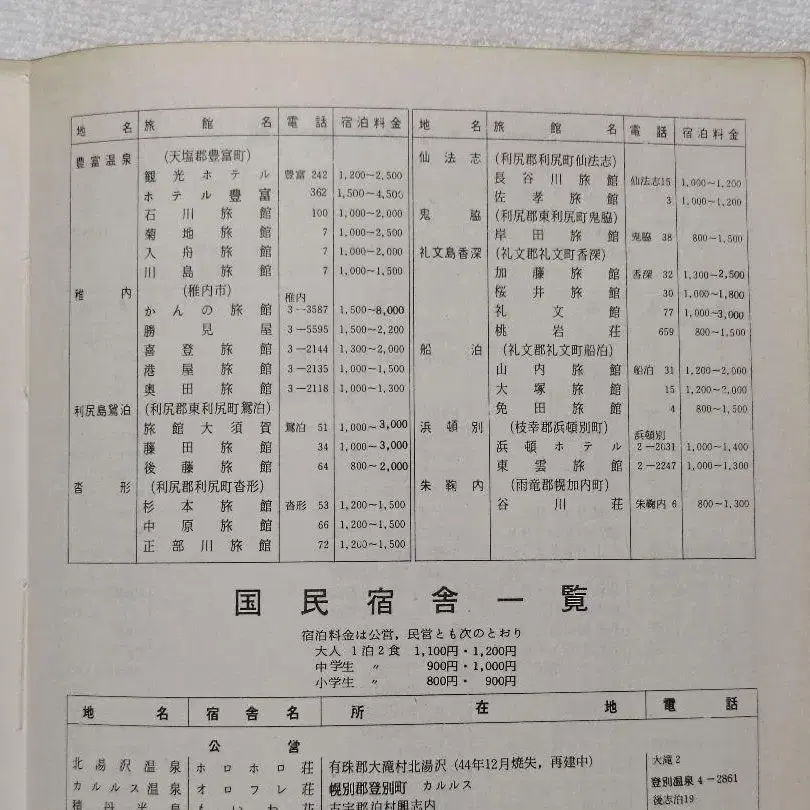 地名 旅館名 電話 宿泊料金
豊富温泉 (天塩郡豊富町)
観光ホテル 豊富 242 1,200~2,500
ホテル豊富 362 1,500~4,500
石川旅館 100 1,000~2,000
菊地旅館 7 1,000~2,500
入舟旅館 7 1,000~2,000
川島旅館 7 1,000~1,500
稚内 (稚内市) 稚内
かんの旅館 3-3587 1,500~8,000
勝見屋 3-5595 1,500~2,200
喜登旅館 3-2144 1,300~2,000
港屋旅館 3-2135 1,000~1,500
奥田旅館 3-2118 1,000~1,300
利尻島鴛泊 (利尻郡東利尻町鴛泊)
旅館大須賀 鴛泊 51 1,000~3,000
藤田旅館 34 1,000~3,000
後藤旅館 64 800~2,000
沓形 (利尻郡利尻町沓形)
杉本旅館 沓形 53 1,200~1,500
中原旅館 66 1,200~1,500
正部川旅館 72 1,200~1,500
地名 旅館名 電話 宿泊料金
仙法志 (利尻郡利尻町仙法志)
長谷川旅館 仙法志15 1,000~1,200
佐孝旅館 3 1,000~1,200
鬼脇 (利尻郡東利尻町鬼脇)
岸田旅館 鬼脇 38 800~1,500
礼文島香深 (礼文郡礼文町香深)
加藤旅館 香深 32 1,300~2,500
桜井旅館 30 1,000~1,800
礼文館 77 1,000~3,000
桃岩荘 659 800~1,500
船泊 (礼文郡礼文町船泊)
山内旅館 船泊 31 1,200~2,000
大塚旅館 15 1,200~2,000
免田旅館 4 800~1,500
浜頓別 (枝幸郡浜頓別町) 浜頓別
浜頓ホテル 2-2031 1,000~1,400
東雲旅館 2-2247 1,000~1,300
朱鞠内 (雨竜郡幌加内町)
谷川荘 朱鞠内 6 800~1,300
国民宿舎一覧
宿泊料金は公営,民営とも次のとおり
大人 1泊2食 1,100円・1,200円
中学生 〃 900円・1,000円
小学生 〃 800円・ 900円
地名 宿舎名 所在地 電話
公営
北湯沢温泉 ホロホロ荘 有珠郡大滝村北湯沢 (44年12月焼失,再建中) 大滝 2
カルルス温泉 オロフレ荘 幌別郡登別町 カルルス 登別温泉 4-2861
積丹半島 もいわ荘 古宇郡泊村興志内 後志泊19